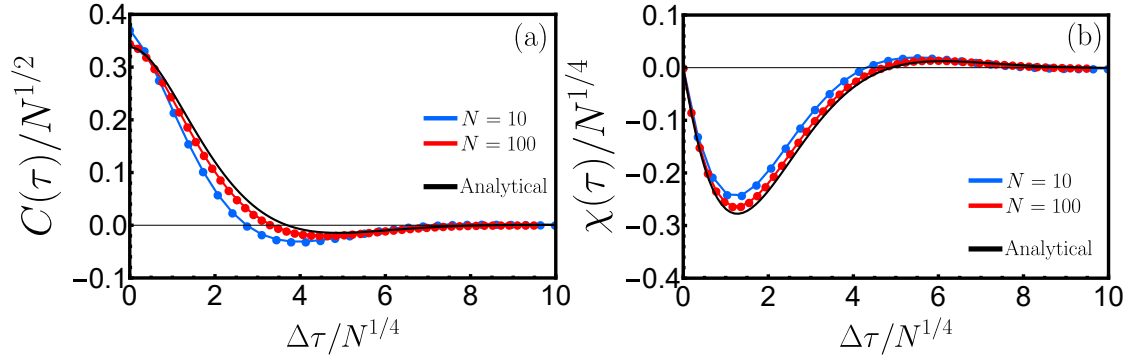 (a)
C(τ)/N^{1/2}
0.4
0.3
0.2
0.1
0.0
−0.1
N = 10
N = 100
Analytical
0 2 4 6 8 10
Δτ/N^{1/4}
(b)
χ(τ)/N^{1/4}
0.1
0.0
−0.1
−0.2
−0.3
−0.4
N = 10
N = 100
Analytical
0 2 4 6 8 10
Δτ/N^{1/4}